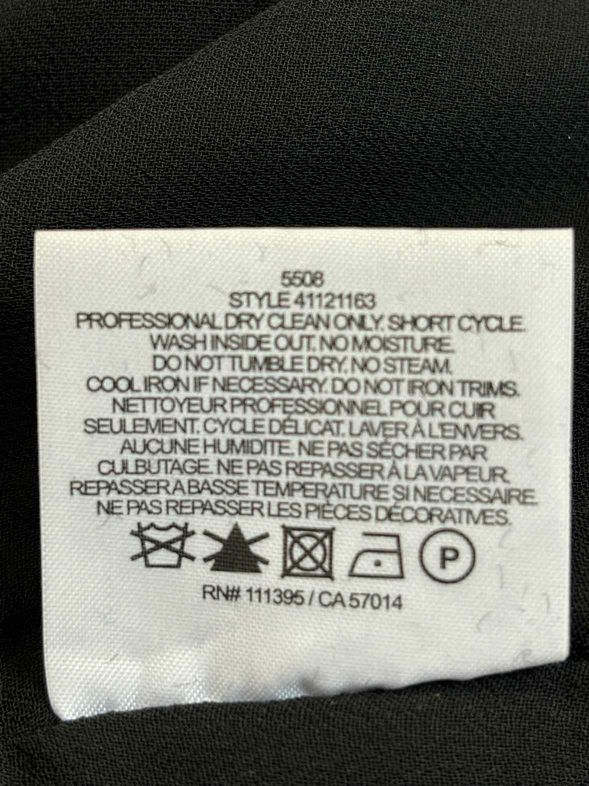 5508
STYLE 41121163
PROFESSIONAL DRY CLEAN ONLY. SHORT CYCLE.
WASH INSIDE OUT. NO MOISTURE.
DO NOT TUMBLE DRY. NO STEAM.
COOL IRON IF NECESSARY. DO NOT IRON TRIMS.
NETTOYEUR PROFESSIONNEL POUR CUIR
SEULEMENT. CYCLE DÉLICAT. LAVER À L'ENVERS.
AUCUNE HUMIDITE. NE PAS SÉCHER PAR
CULBUTAGE. NE PAS REPASSER À LA VAPEUR.
REPASSER A BASSE TEMPERATURE SI NECESSAIRE.
NE PAS REPASSER LES PIÈCES DÉCORATIVES.
P
RN# 111395 / CA 57014